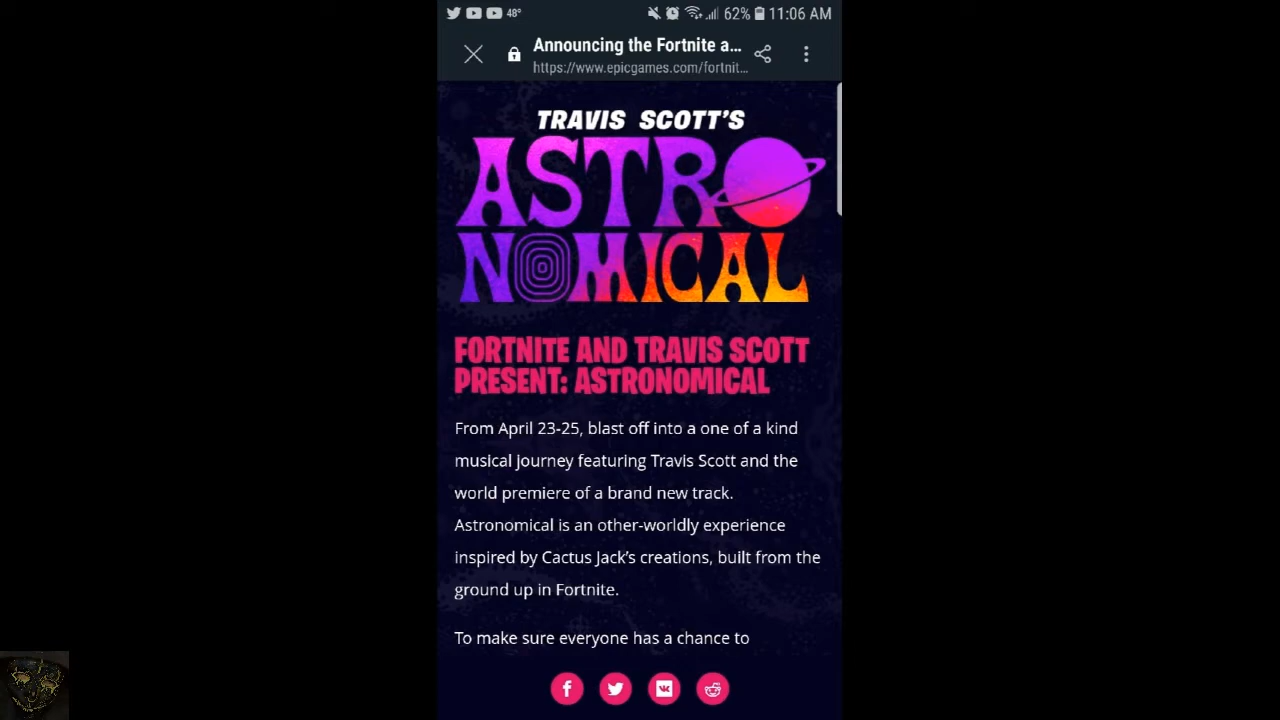 48° 62% 11:06 AM
Announcing the Fortnite a...
https://www.epicgames.com/fortnit...
TRAVIS SCOTT'S
ASTRO
NOMICAL
FORTNITE AND TRAVIS SCOTT
PRESENT: ASTRONOMICAL
From April 23-25, blast off into a one of a kind
musical journey featuring Travis Scott and the
world premiere of a brand new track.
Astronomical is an other-worldly experience
inspired by Cactus Jack’s creations, built from the
ground up in Fortnite.
To make sure everyone has a chance to